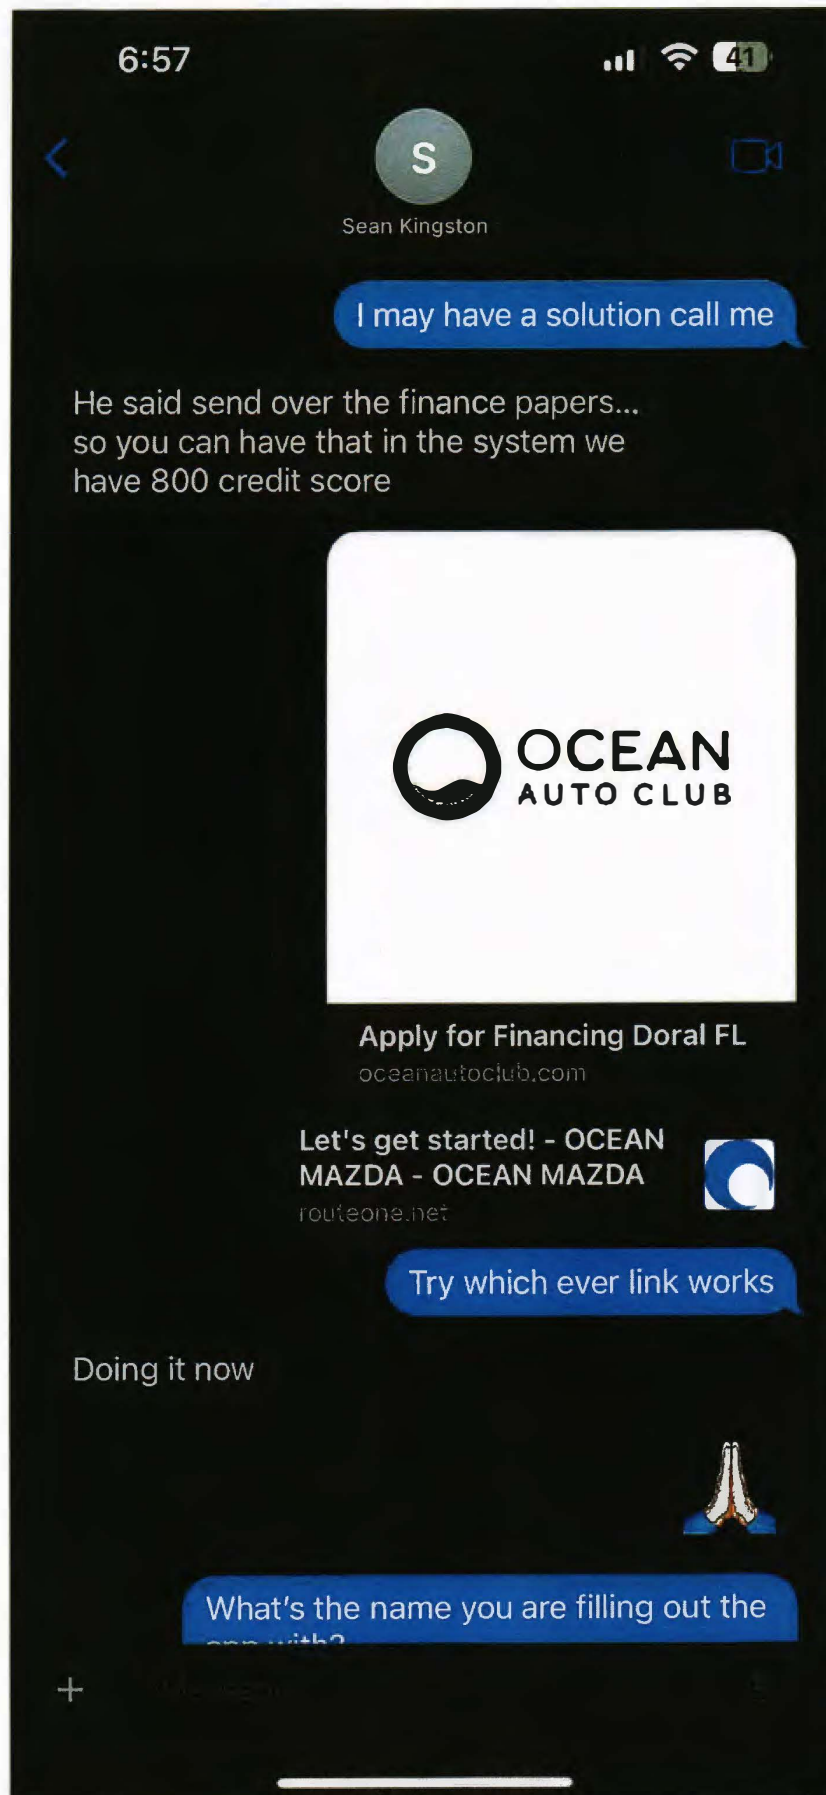 6:57
41
S
Sean Kingston
I may have a solution call me
He said send over the finance papers...
so you can have that in the system we
have 800 credit score
OCEAN
AUTO CLUB
Apply for Financing Doral FL
oceanautoclub.com
Let's get started! - OCEAN
MAZDA - OCEAN MAZDA
routeone.net
Try which ever link works
Doing it now
What's the name you are filling out the